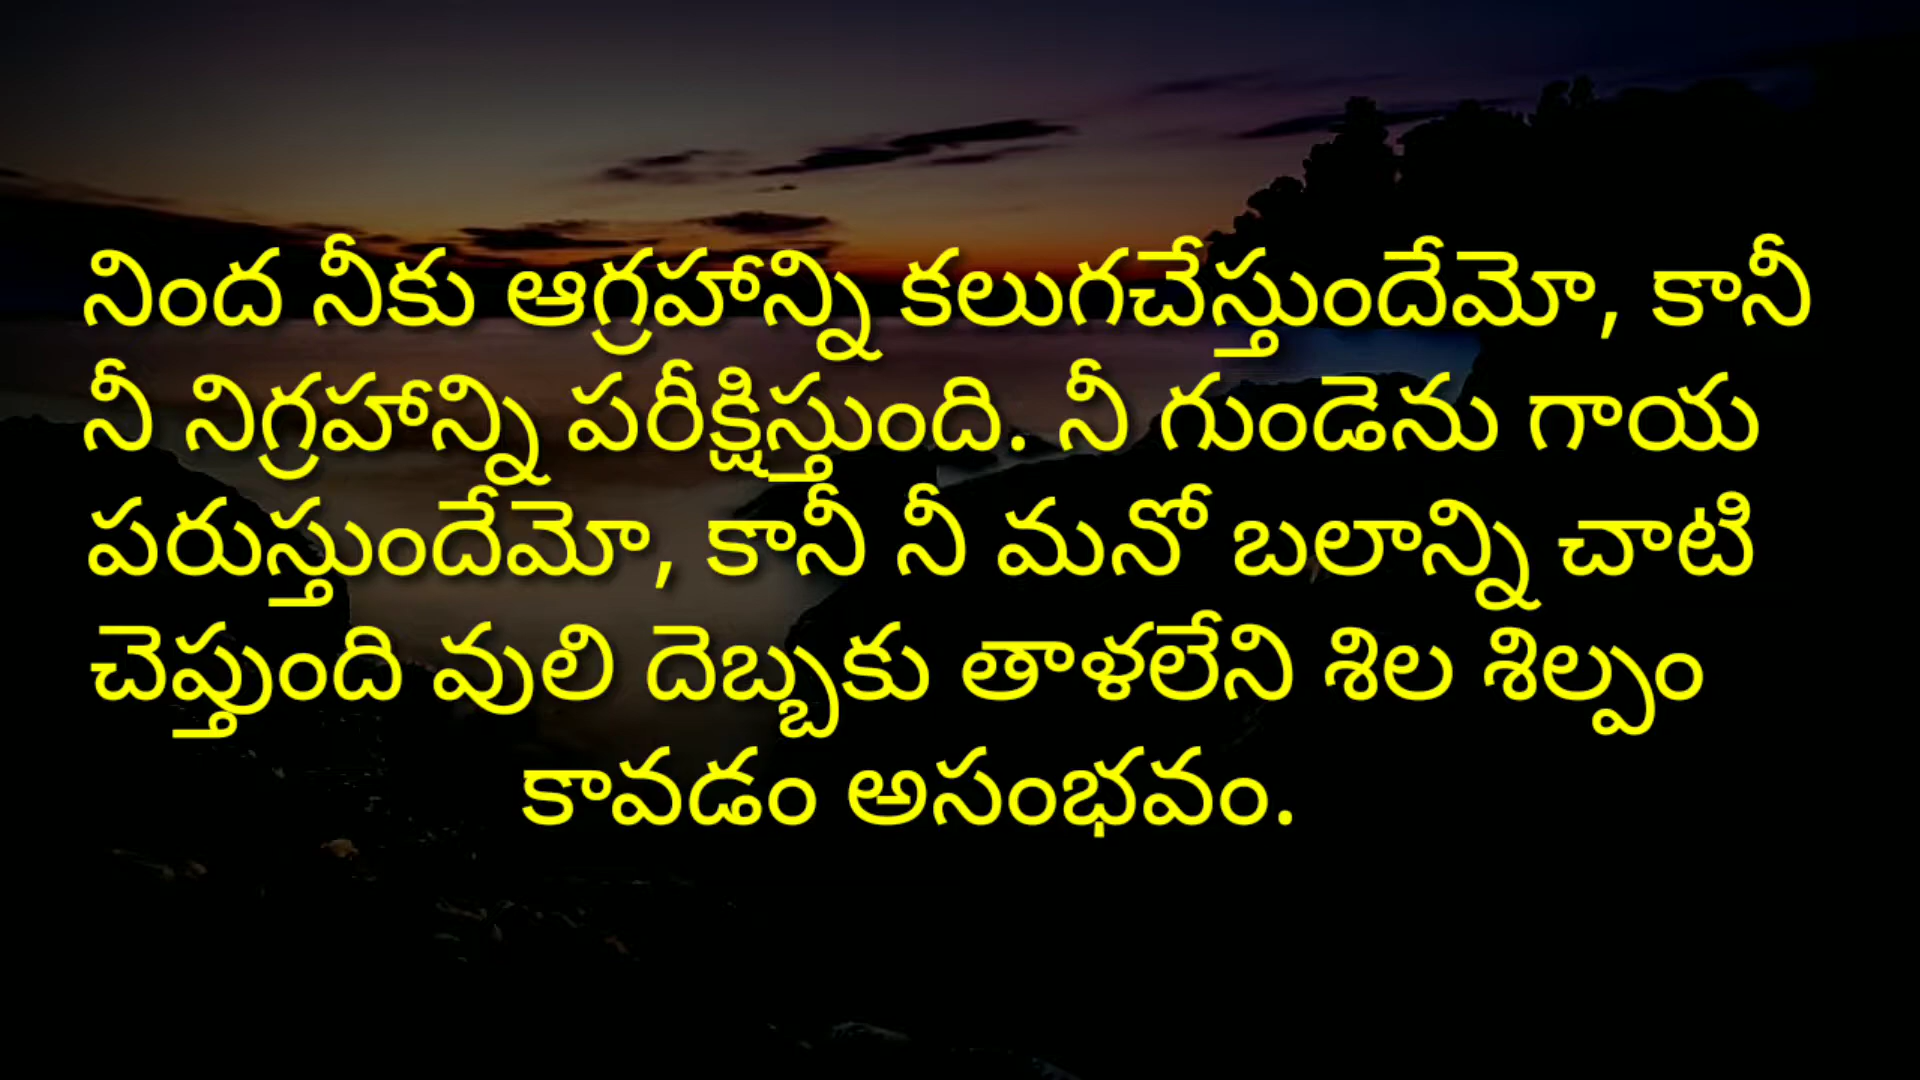 నింద నీకు ఆగ్రహాన్ని కలుగచేస్తుందేమో, కానీ
నీ నిగ్రహాన్ని పరీక్షిస్తుంది. నీ గుండెను గాయ
పరుస్తుందేమో, కానీ నీ మనో బలాన్ని చాటి
చెప్తుంది వులి దెబ్బకు తాళలేని శిల శిల్పం
కావడం అసంభవం.